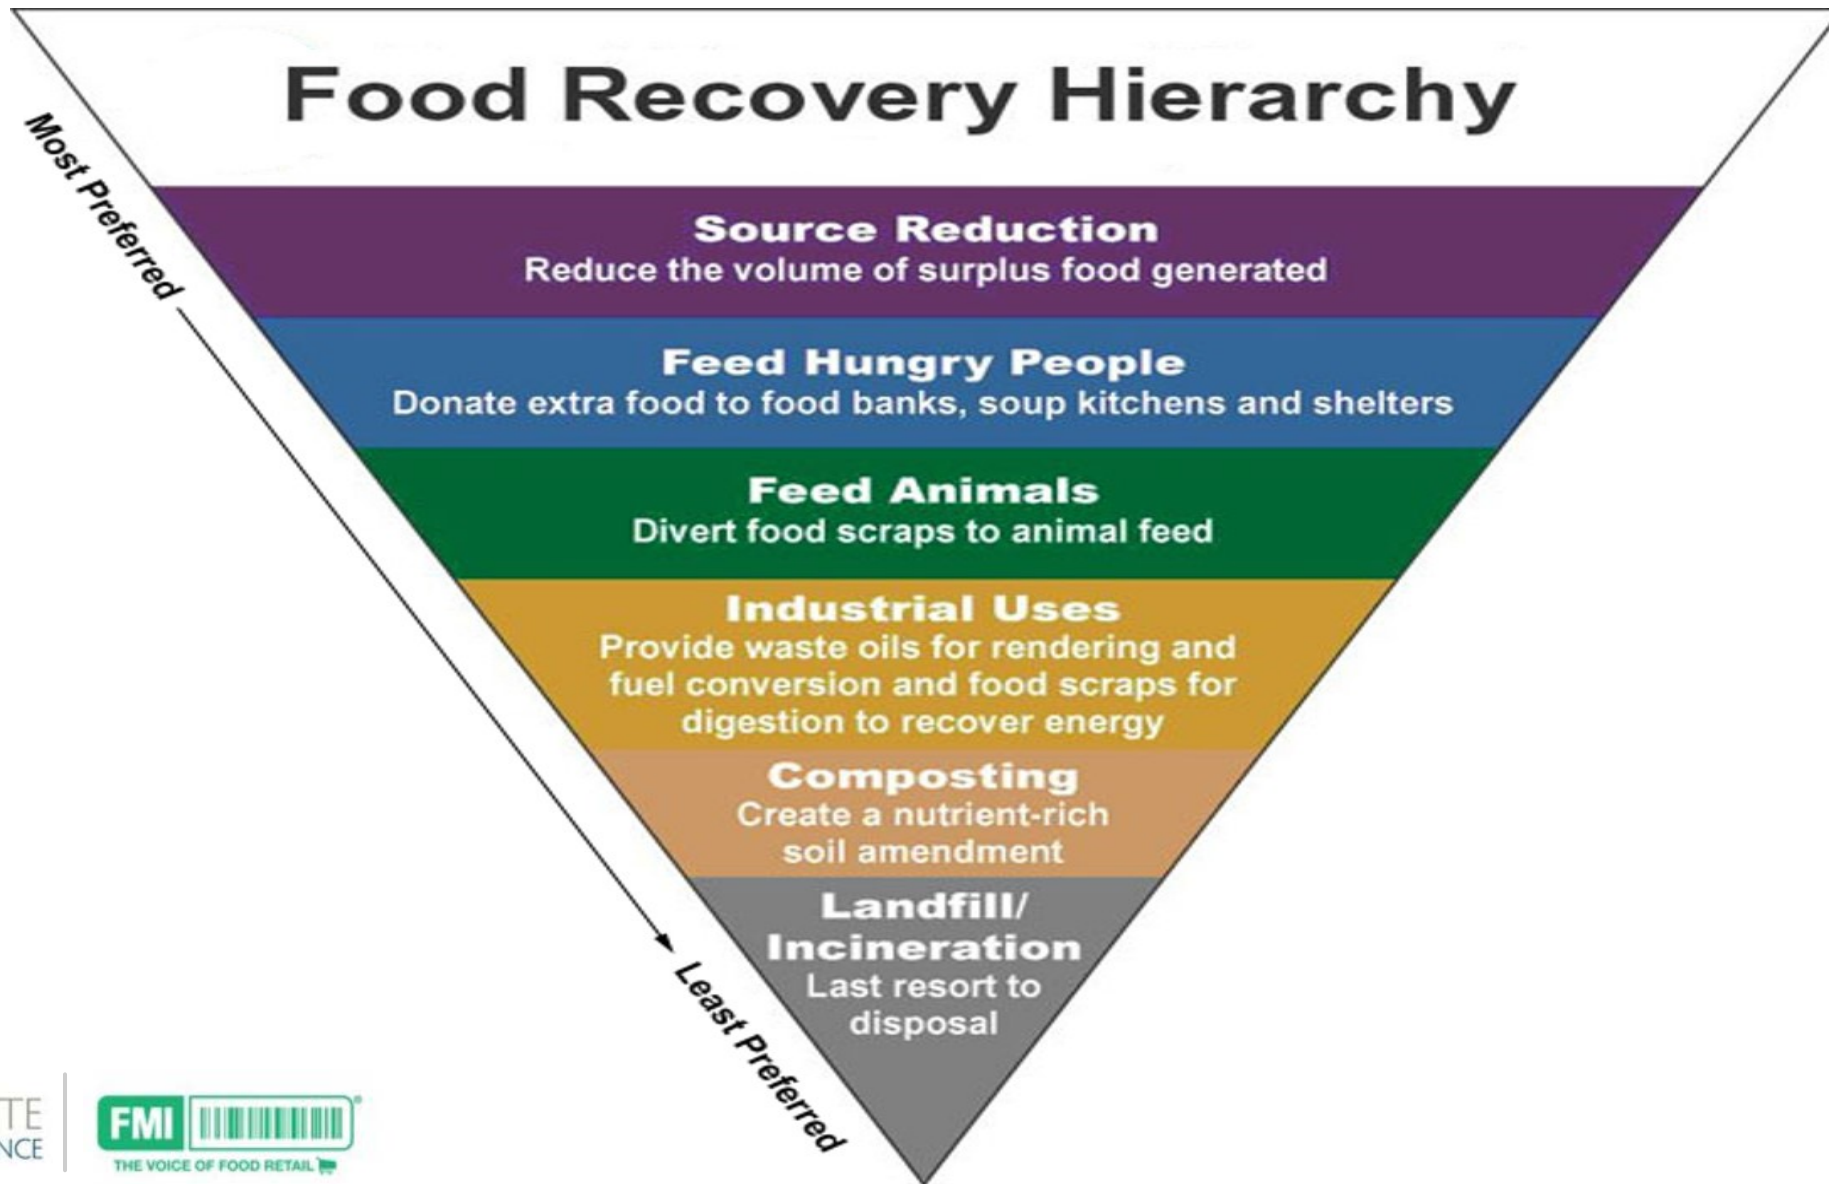 Food Recovery Hierarchy
Most Preferred
Source Reduction
Reduce the volume of surplus food generated
Feed Hungry People
Donate extra food to food banks, soup kitchens and shelters
Feed Animals
Divert food scraps to animal feed
Industrial Uses
Provide waste oils for rendering and
fuel conversion and food scraps for
digestion to recover energy
Composting
Create a nutrient-rich
soil amendment
Landfill/
Incineration
Last resort to
disposal
Least Preferred
TE
NCE
FMI
®
THE VOICE OF FOOD RETAIL